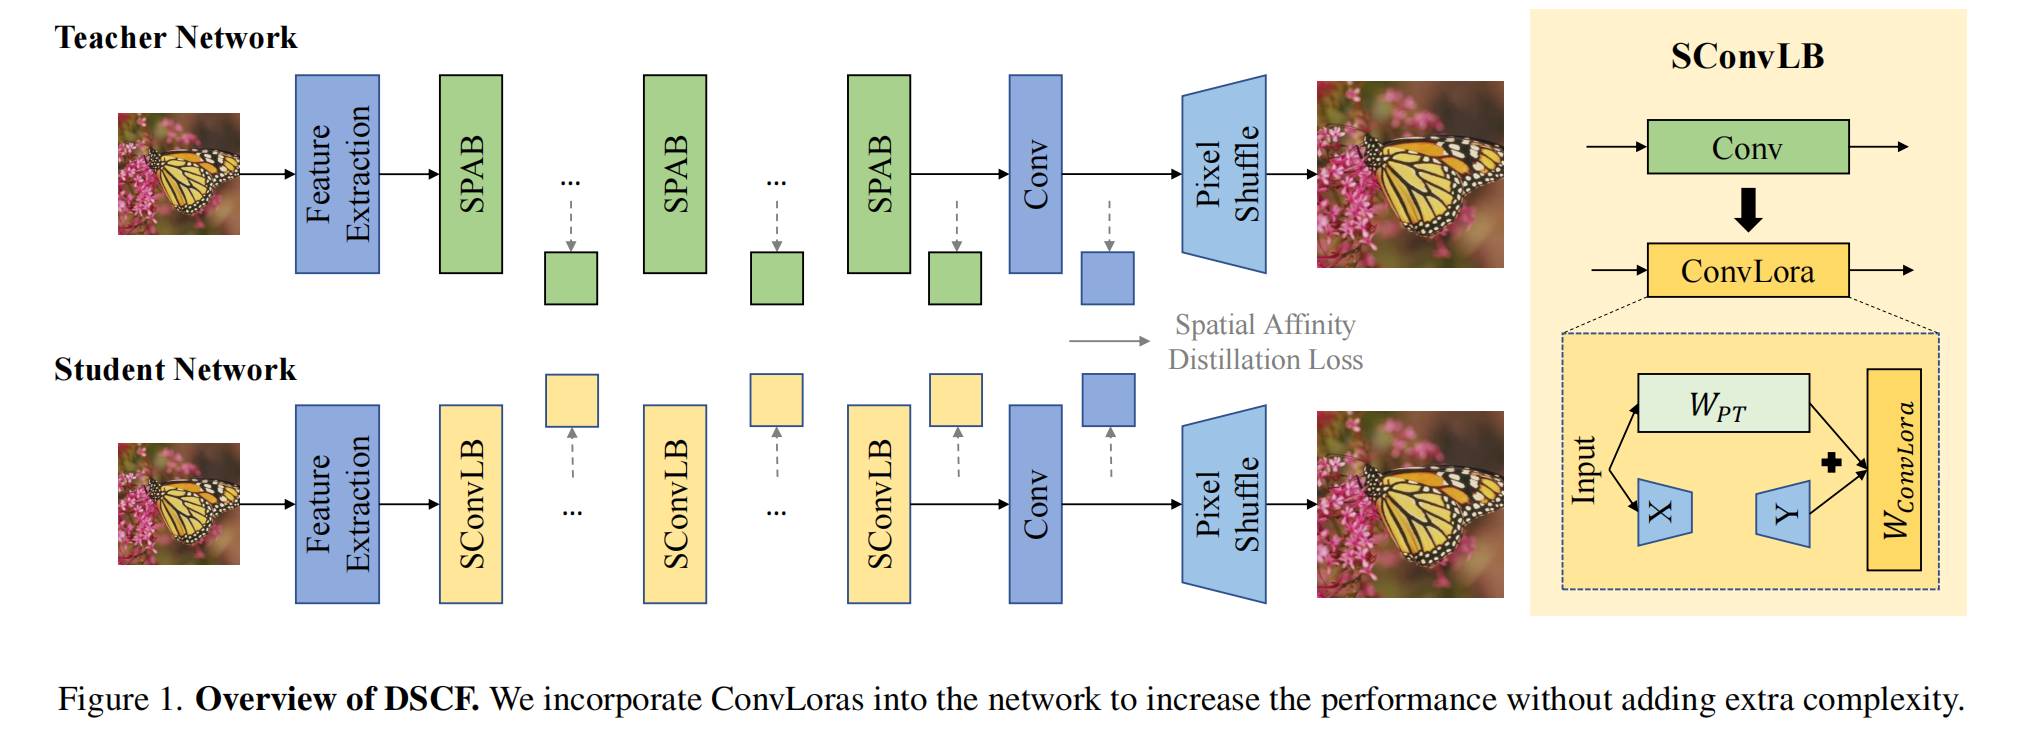 Teacher Network
Feature
Extraction
SPAB
...
SPAB
...
SPAB
Conv
Pixel
Shuffle
Spatial Affinity
Distillation Loss
Student Network
Feature
Extraction
SConvLB
...
SConvLB
...
SConvLB
Conv
Pixel
Shuffle
SConvLB
Conv
ConvLora
Input
W_{PT}
X
Y
W_{ConvLora}
Figure 1. Overview of DSCF. We incorporate ConvLoras into the network to increase the performance without adding extra complexity.